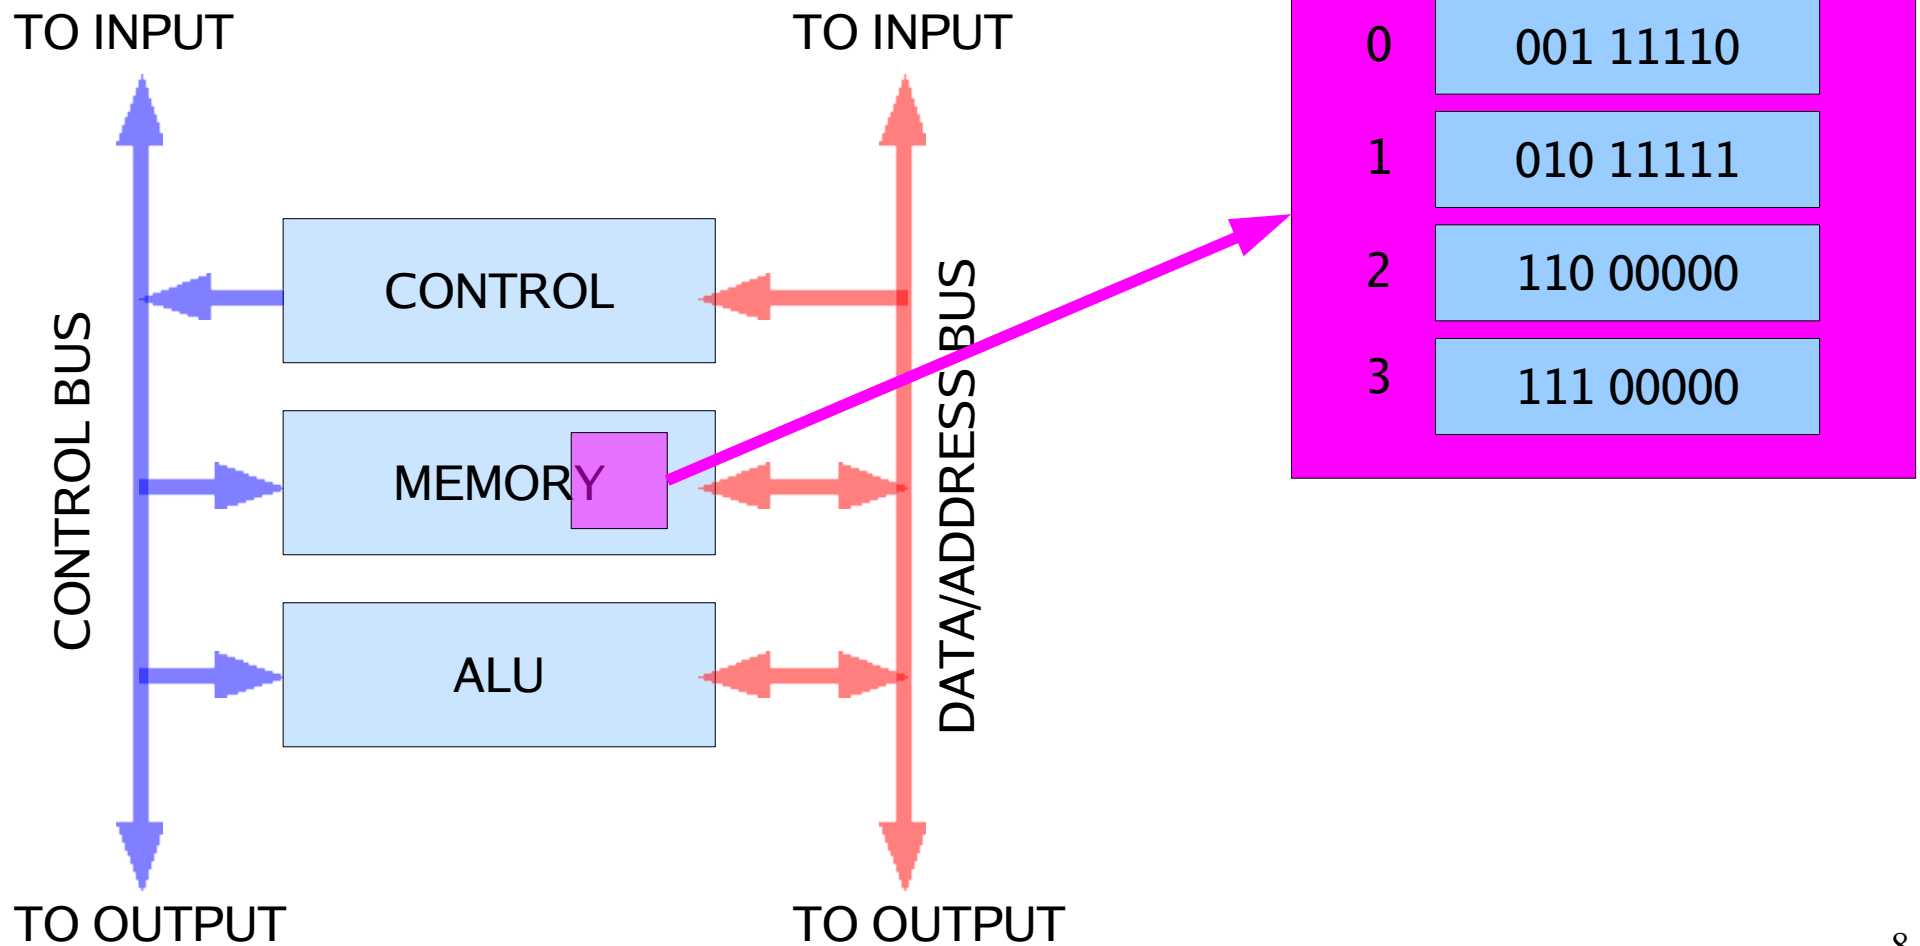 TO INPUT
TO INPUT
0 001 11110
1 010 11111
2 110 00000
3 111 00000
CONTROL BUS
CONTROL
MEMORY
ALU
DATA/ADDRESS BUS
TO OUTPUT
TO OUTPUT
8